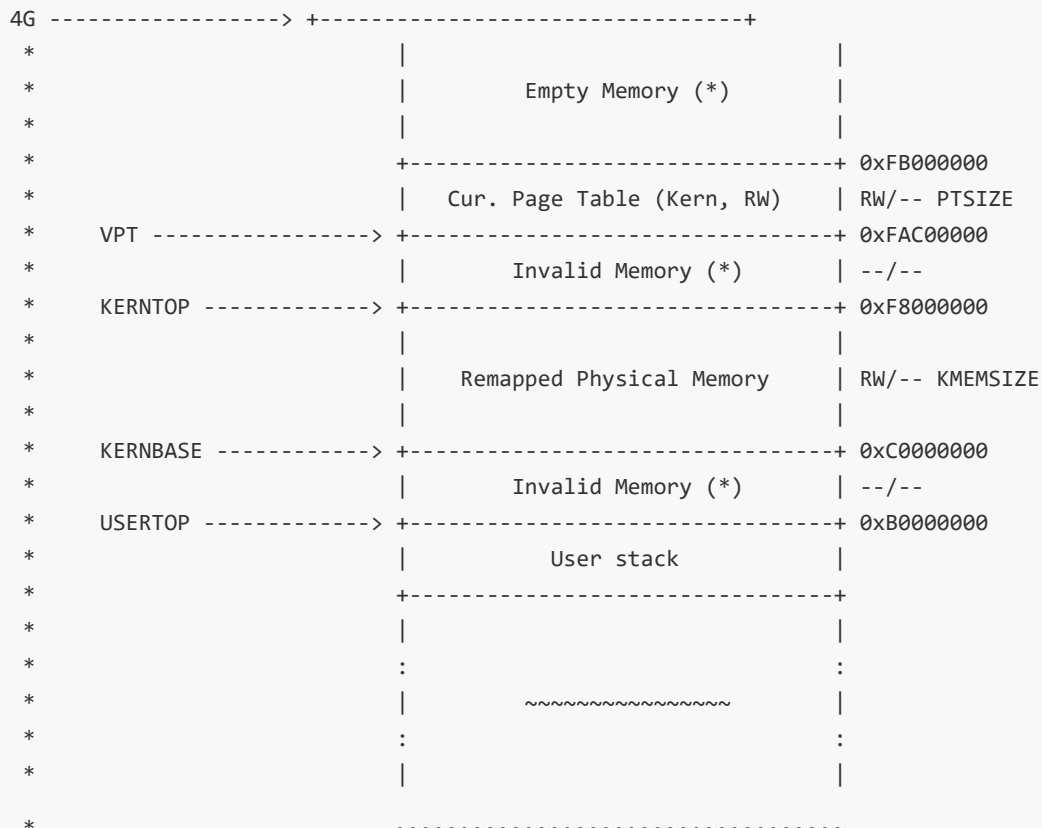 4G ------------------> +---------------------------------+
 *                             |                                 |
 *                             |         Empty Memory (*)        |
 *                             |                                 |
 *                             +---------------------------------+ 0xFB000000
 *                             |   Cur. Page Table (Kern, RW)    | RW/-- PTSIZE
 *     VPT -----------------> +---------------------------------+ 0xFAC00000
 *                             |        Invalid Memory (*)       | --/--
 *     KERNTOP -------------> +---------------------------------+ 0xF8000000
 *                             |                                 |
 *                             |    Remapped Physical Memory     | RW/-- KMEMSIZE
 *                             |                                 |
 *     KERNBASE ------------> +---------------------------------+ 0xC0000000
 *                             |        Invalid Memory (*)       | --/--
 *     USERTOP -------------> +---------------------------------+ 0xB0000000
 *                             |           User stack            |
 *                             +---------------------------------+
 *                             |                                 |
 *                             :                                 :
 *                             |         ~~~~~~~~~~~~~~~~        |
 *                             :                                 :
 *                             |                                 |